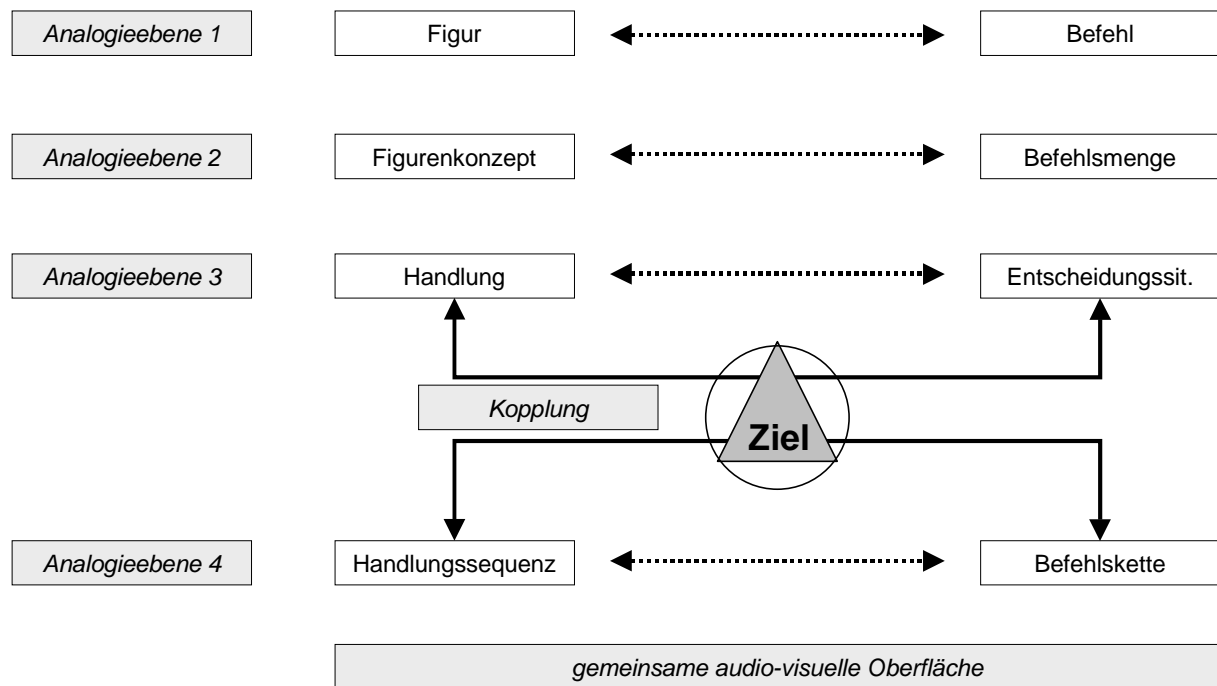 Analogieebene 1
Figur
Befehl
Analogieebene 2
Figurenkonzept
Befehlsmenge
Analogieebene 3
Handlung
Entscheidungssit.
Kopplung
Ziel
Analogieebene 4
Handlungssequenz
Befehlskette
gemeinsame audio-visuelle Oberfläche